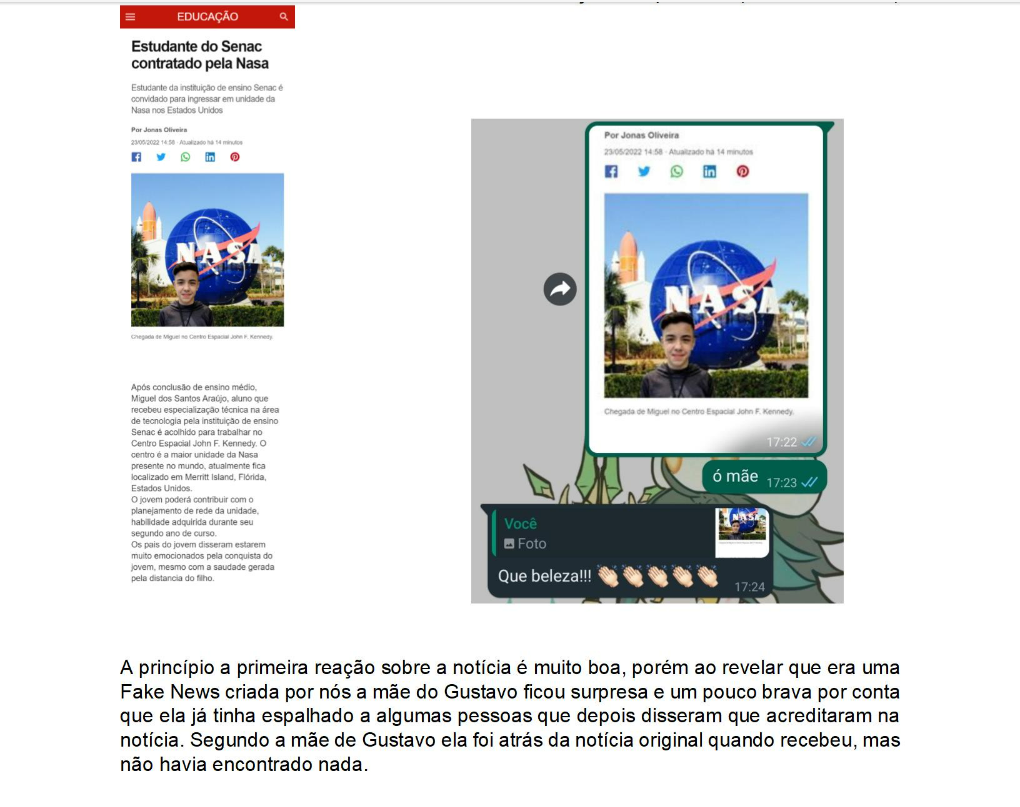 EDUCAÇÃO
Estudante do Senac
contratado pela Nasa
Estudante da instituição de ensino Senac é
convidado para ingressar em unidade da
Nasa nos Estados Unidos
Por Jonas Oliveira
23/05/2022 14:58 - Atualizado há 14 minutos
NASA
Chegada de Miguel no Centro Espacial John F. Kennedy.
Após conclusão de ensino médio,
Miguel dos Santos Araújo, aluno que
recebeu especialização técnica na área
de tecnologia pela instituição de ensino
Senac é acolhido para trabalhar no
Centro Espacial John F. Kennedy. O
centro é a maior unidade da Nasa
presente no mundo, atualmente fica
localizado em Merritt Island, Flórida,
Estados Unidos.
O jovem poderá contribuir com o
planejamento de rede da unidade,
habilidade adquirida durante seu
segundo ano de curso.
Os pais do jovem disseram estarem
muito emocionados pela conquista do
jovem, mesmo com a saudade gerada
pela distancia do filho.
Por Jonas Oliveira
23/05/2022 14:58 - Atualizado há 14 minutos
NASA
Chegada de Miguel no Centro Espacial John F. Kennedy.
17:22
ó mãe 17:23
Você
Foto
Que beleza!!! 👏🏻👏🏻👏🏻👏🏻👏🏻 17:24
A princípio a primeira reação sobre a notícia é muito boa, porém ao revelar que era uma
Fake News criada por nós a mãe do Gustavo ficou surpresa e um pouco brava por conta
que ela já tinha espalhado a algumas pessoas que depois disseram que acreditaram na
notícia. Segundo a mãe de Gustavo ela foi atrás da notícia original quando recebeu, mas
não havia encontrado nada.